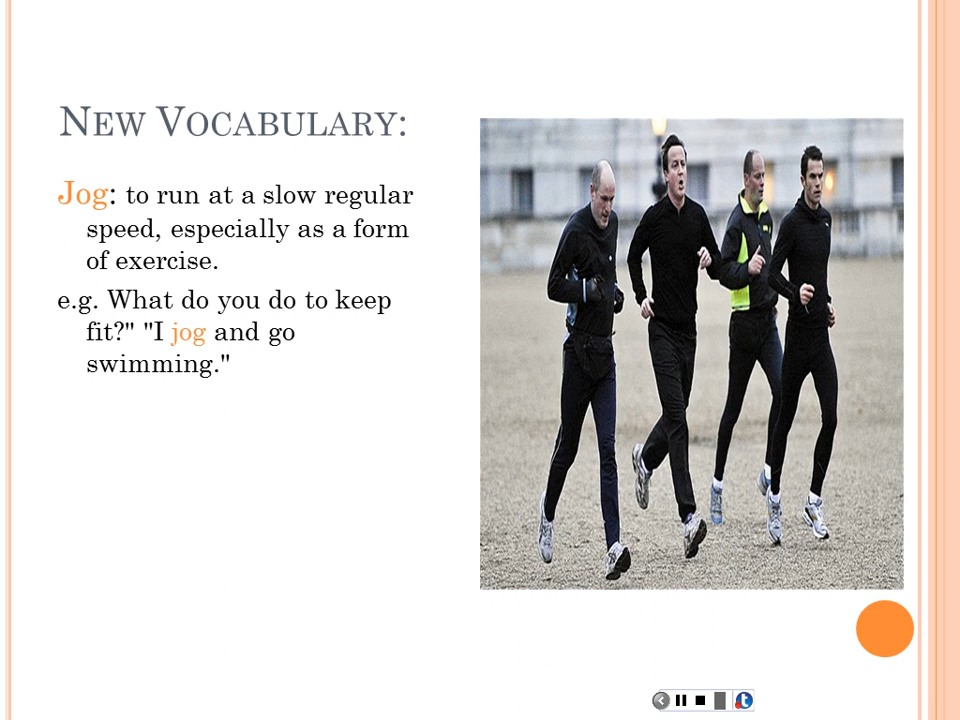 NEW VOCABULARY:
Jog: to run at a slow regular
speed, especially as a form
of exercise.
e.g. What do you do to keep
fit?" "I jog and go
swimming."